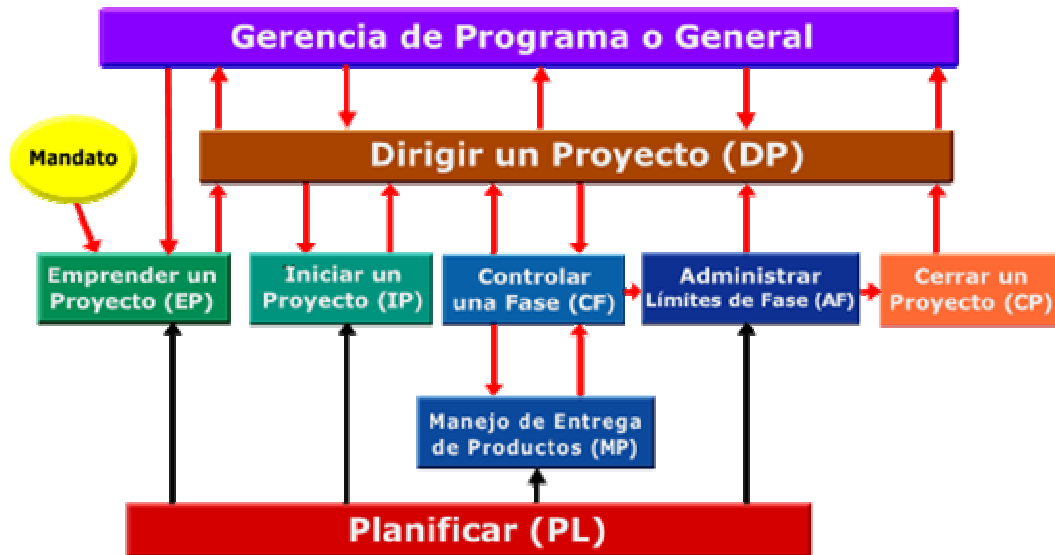 Gerencia de Programa o General
Mandato
Dirigir un Proyecto (DP)
Emprender un
Proyecto (EP)
Iniciar un
Proyecto (IP)
Controlar
una Fase (CF)
Administrar
Límites de Fase (AF)
Cerrar un
Proyecto (CP)
Manejo de Entrega
de Productos (MP)
Planificar (PL)